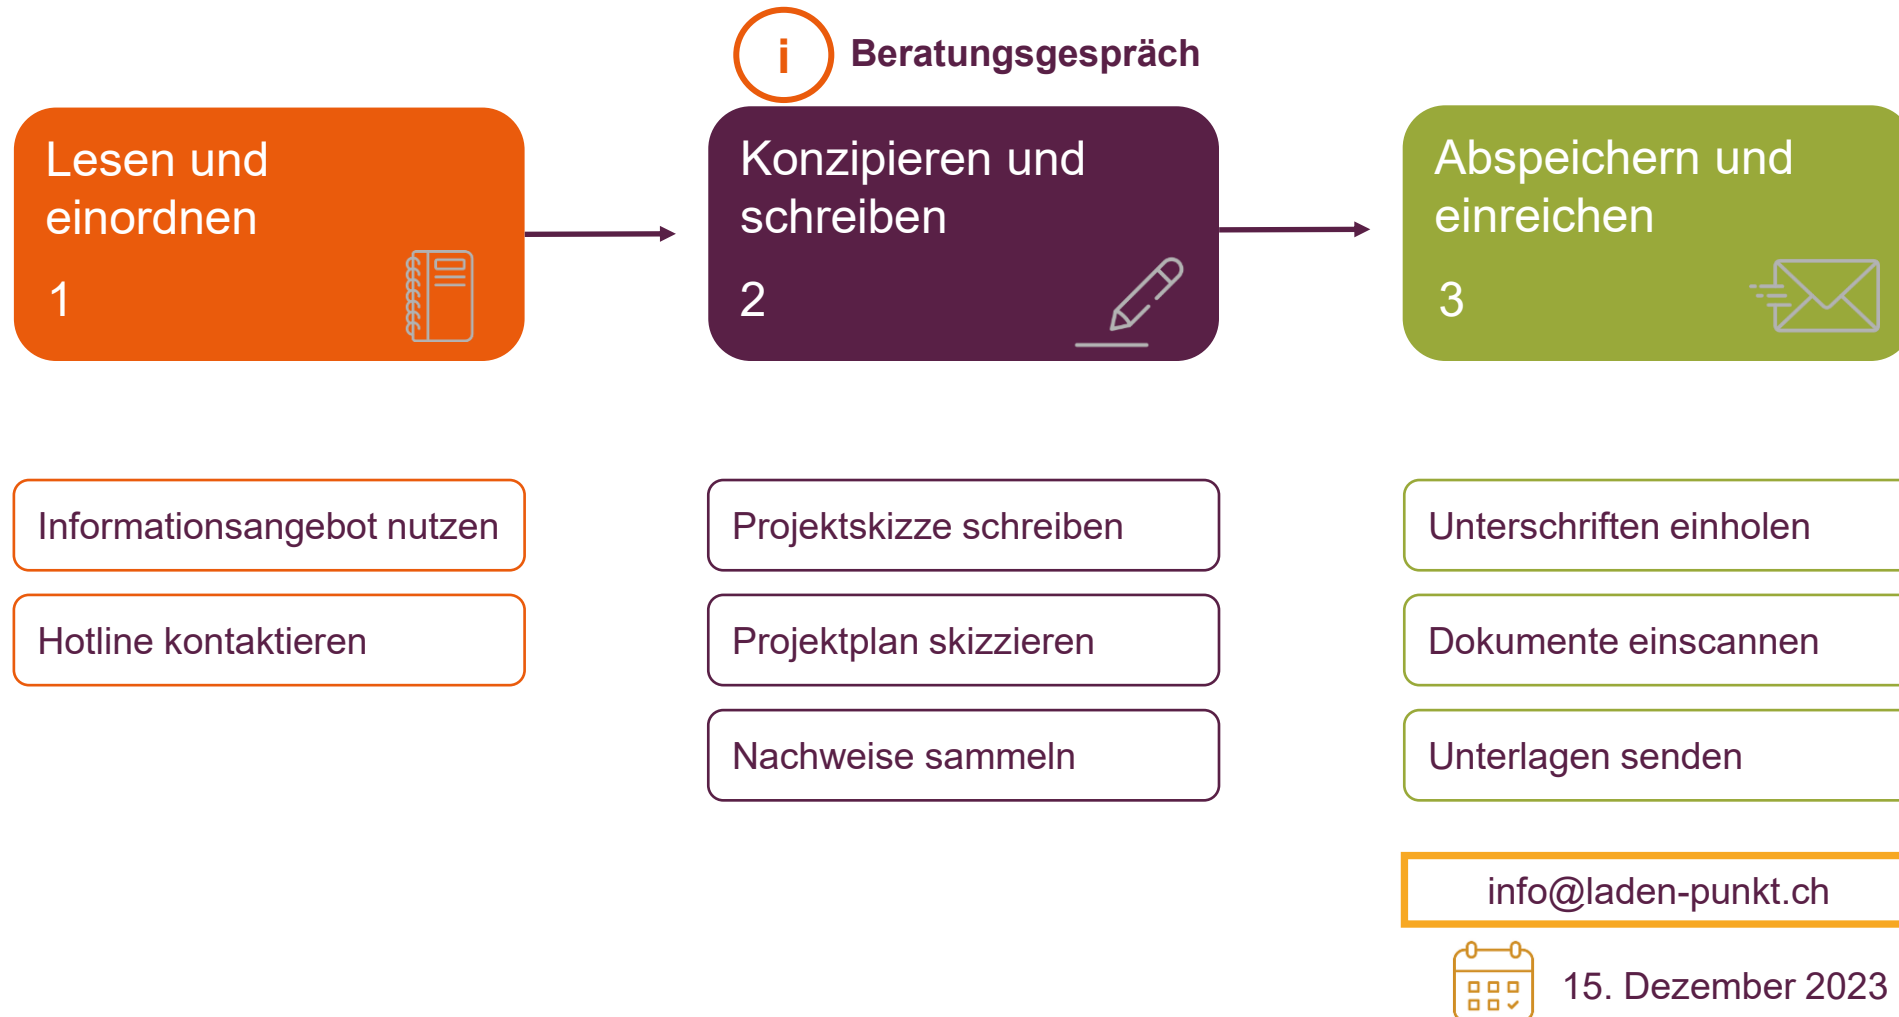 i
Beratungsgespräch
Lesen und
einordnen
1
Konzipieren und
schreiben
2
Abspeichern und
einreichen
3
Informationsangebot nutzen
Hotline kontaktieren
Projektskizze schreiben
Projektplan skizzieren
Nachweise sammeln
Unterschriften einholen
Dokumente einscannen
Unterlagen senden
info@laden-punkt.ch
15. Dezember 2023